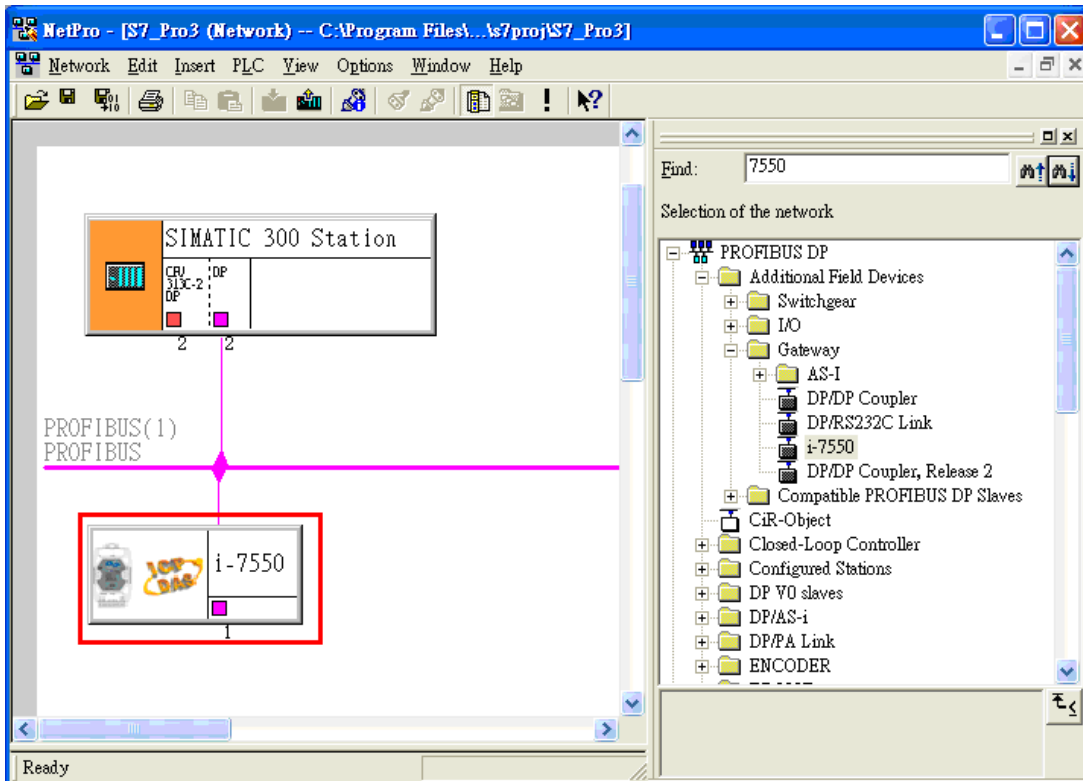 NetPro - [S7_Pro3 (Network) -- C:\Program Files\...\s7proj\S7_Pro3]
Network Edit Insert PLC View Options Window Help
SIMATIC 300 Station
CPU
313C-2
DP
DP
2 2
PROFIBUS(1)
PROFIBUS
ICP
DAS
i-7550
1
Find: 7550
Selection of the network
PROFIBUS DP
Additional Field Devices
Switchgear
I/O
Gateway
AS-I
DP/DP Coupler
DP/RS232C Link
i-7550
DP/DP Coupler, Release 2
Compatible PROFIBUS DP Slaves
CiR-Object
Closed-Loop Controller
Configured Stations
DP V0 slaves
DP/AS-i
DP/PA Link
ENCODER
Ready